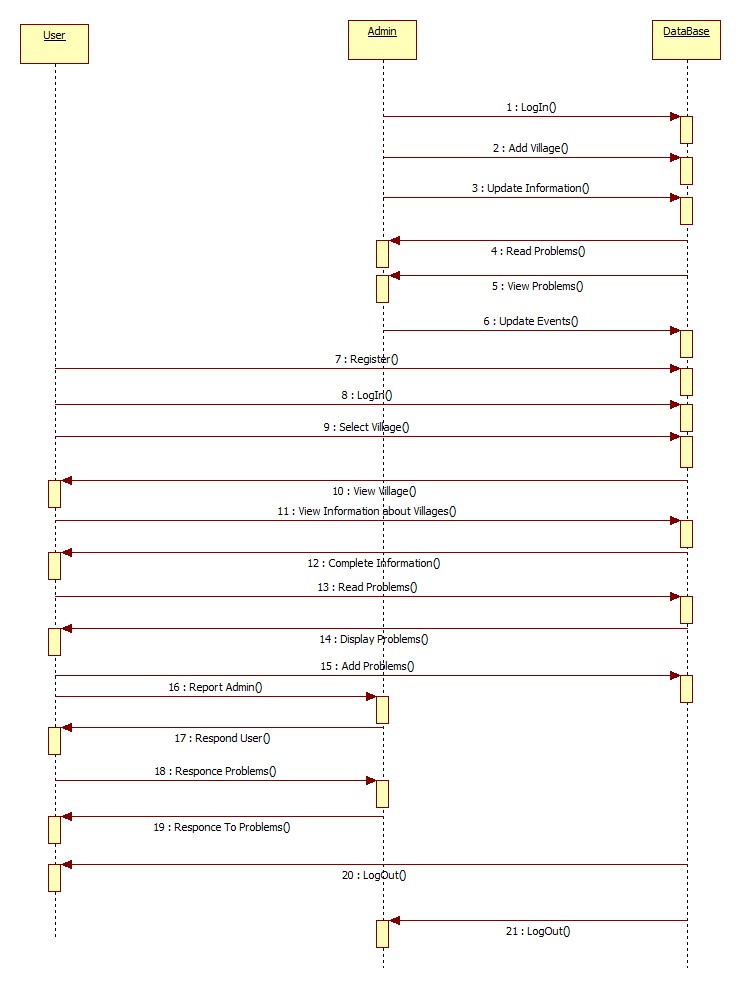 User
Admin
DataBase
1 : LogIn()
2 : Add Village()
3 : Update Information()
4 : Read Problems()
5 : View Problems()
6 : Update Events()
7 : Register()
8 : LogIn()
9 : Select Village()
10 : View Village()
11 : View Information about Villages()
12 : Complete Information()
13 : Read Problems()
14 : Display Problems()
15 : Add Problems()
16 : Report Admin()
17 : Respond User()
18 : Responce Problems()
19 : Responce To Problems()
20 : LogOut()
21 : LogOut()